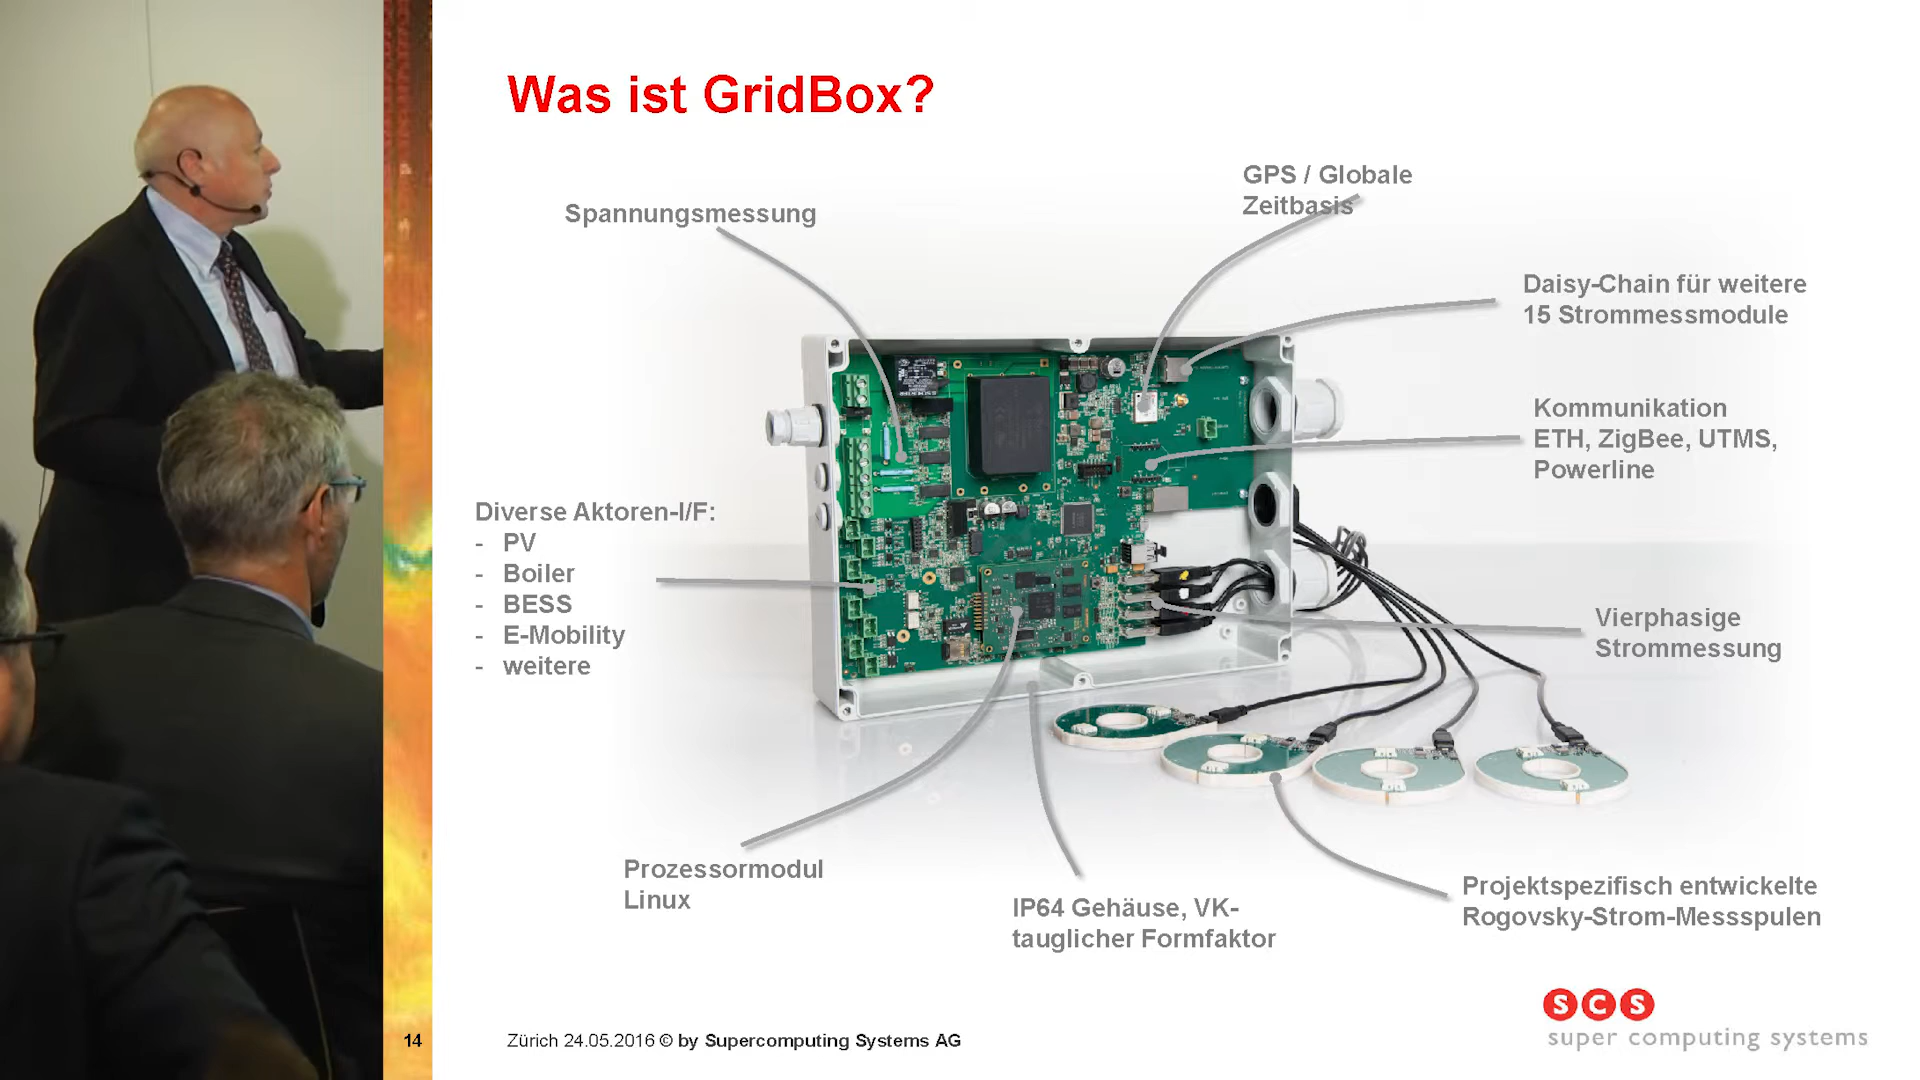 Was ist GridBox?
GPS / Globale
Zeitbasis
Spannungsmessung
Daisy-Chain für weitere
15 Strommessmodule
Kommunikation
ETH, ZigBee, UTMS,
Powerline
Diverse Aktoren-I/F:
- PV
- Boiler
- BESS
- E-Mobility
- weitere
Vierphasige
Strommessung
Prozessormodul
Linux
IP64 Gehäuse, VK-
tauglicher Formfaktor
Projektspezifisch entwickelte
Rogovsky-Strom-Messspulen
scs
super computing systems
14
Zürich 24.05.2016 © by Supercomputing Systems AG